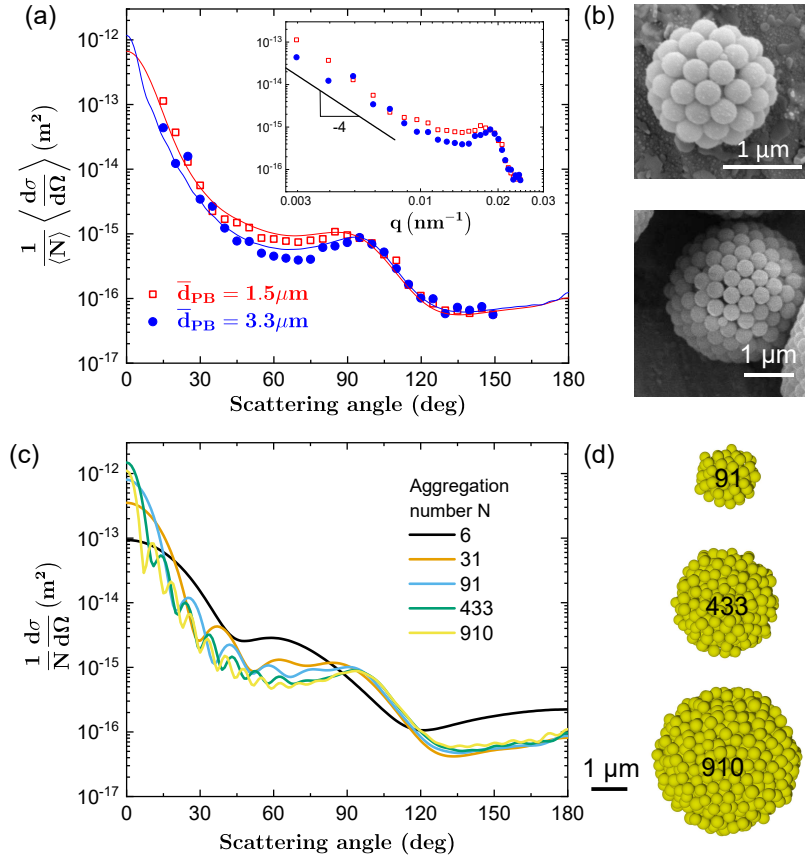 (a)
1/⟨N⟩ ⟨dσ/dΩ⟩ (m²)
10⁻¹²
10⁻¹³
10⁻¹⁴
10⁻¹⁵
10⁻¹⁶
10⁻¹⁷
d̅_PB = 1.5μm
d̅_PB = 3.3μm
0 30 60 90 120 150 180
Scattering angle (deg)
10⁻¹³
10⁻¹⁴
10⁻¹⁵
10⁻¹⁶
-4
0.003 0.01 0.02 0.03
q (nm⁻¹)
(b)
1 μm
1 μm
(c)
1/N dσ/dΩ (m²)
10⁻¹²
10⁻¹³
10⁻¹⁴
10⁻¹⁵
10⁻¹⁶
10⁻¹⁷
Aggregation
number N
6
31
91
433
910
0 30 60 90 120 150 180
Scattering angle (deg)
(d)
91
433
910
1 μm